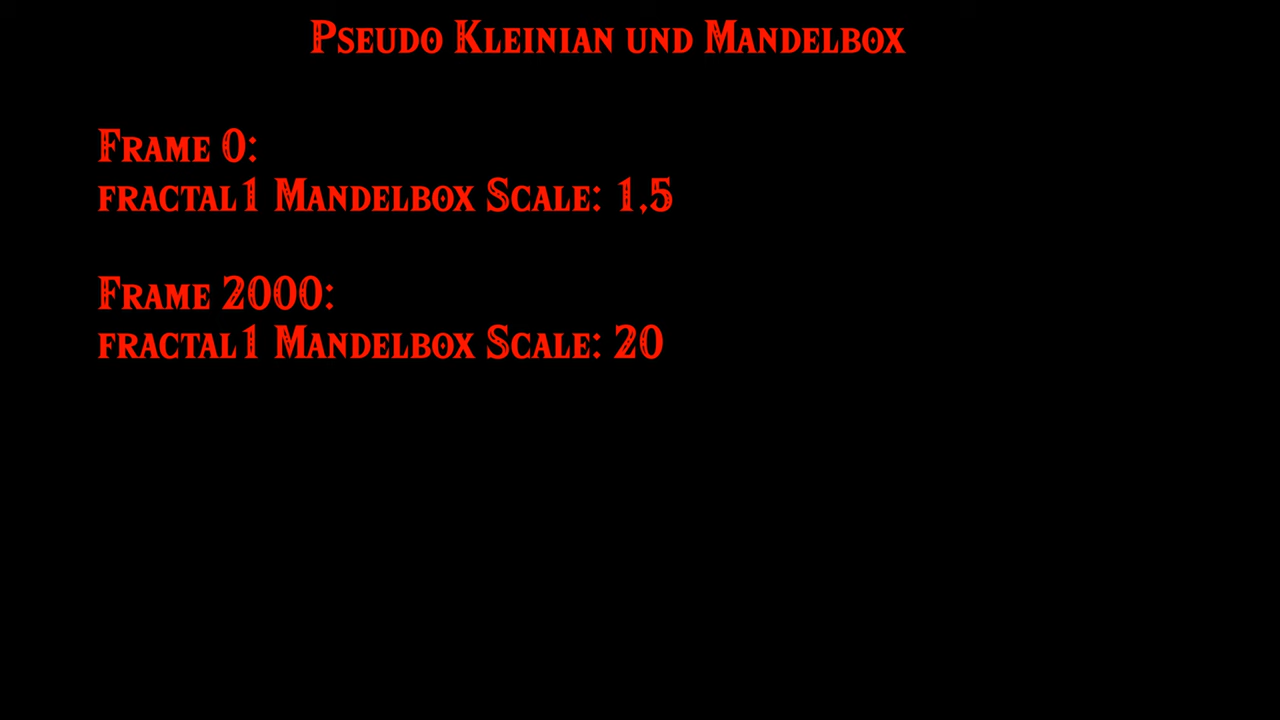 Pseudo Kleinian und Mandelbox
Frame 0:
fractal1 Mandelbox Scale: 1,5
Frame 2000:
fractal1 Mandelbox Scale: 20